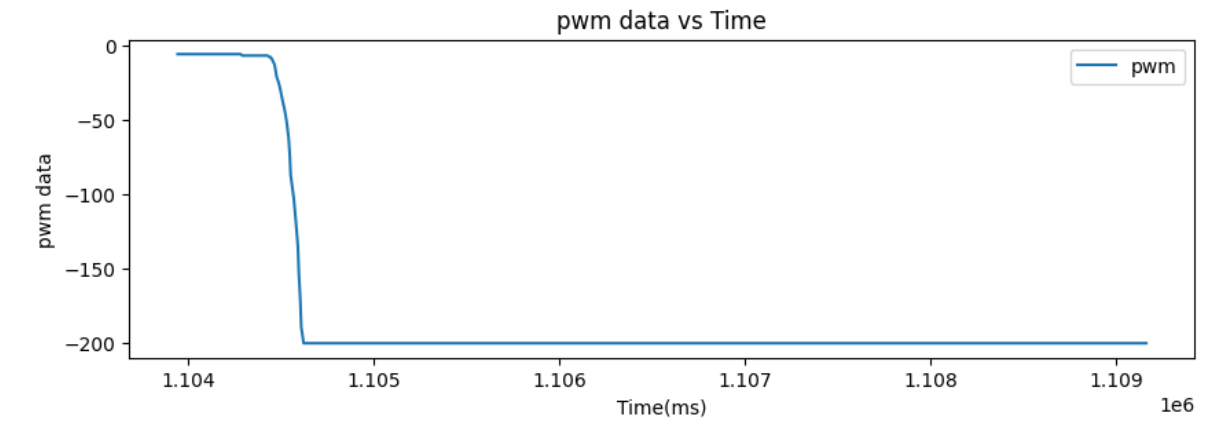 pwm data vs Time
pwm
0
−50
−100
−150
−200
pwm data
1.104 1.105 1.106 1.107 1.108 1.109
1e6
Time(ms)